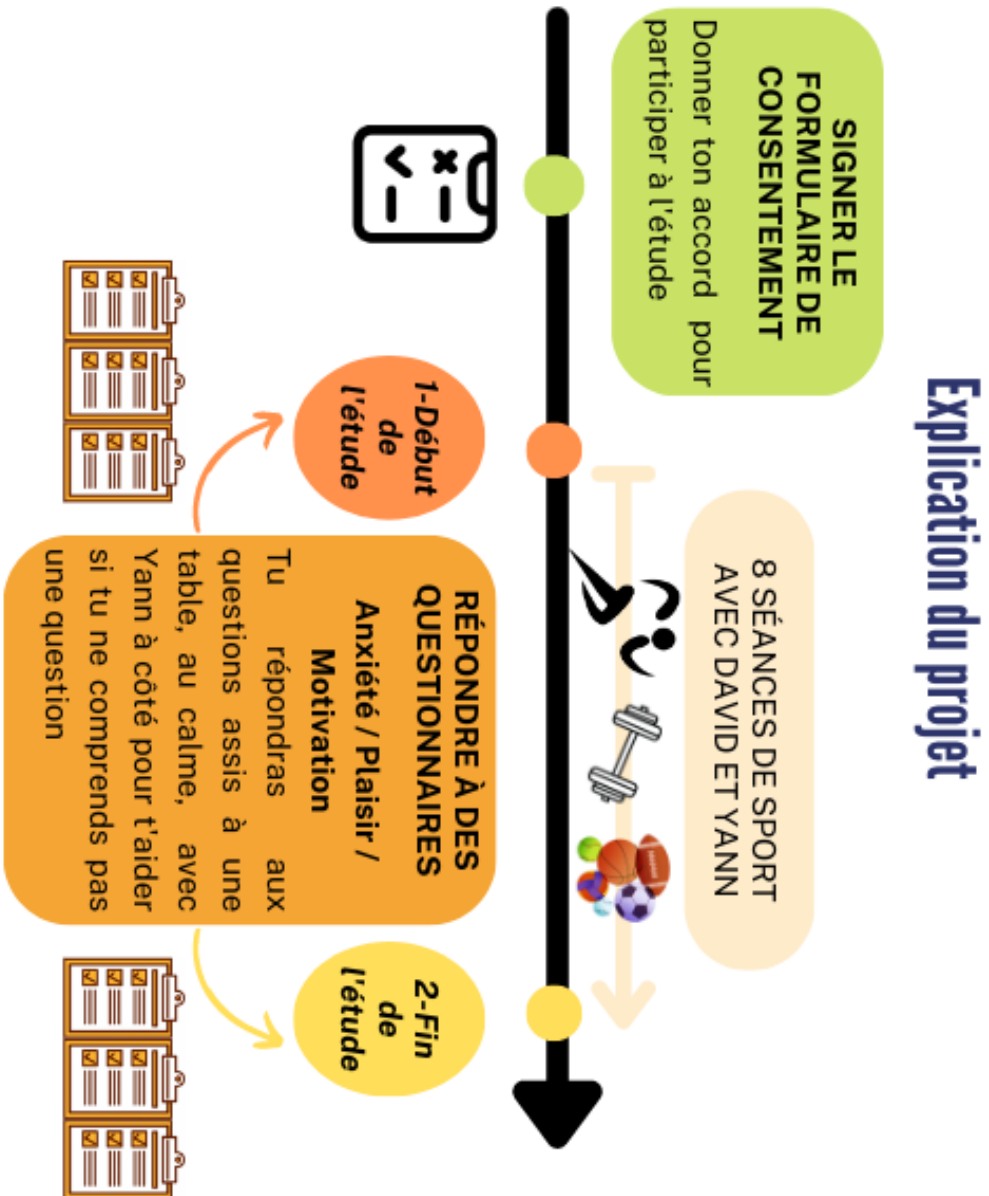 Explication du projet
SIGNER LE
FORMULAIRE DE
CONSENTEMENT
Donner ton accord pour
participer à l'étude
8 SÉANCES DE SPORT
AVEC DAVID ET YANN
1-Début
de
l'étude
RÉPONDRE À DES
QUESTIONNAIRES
Anxiété / Plaisir /
Motivation
Tu répondras aux
questions assis à une
table, au calme, avec
Yann à côté pour t'aider
si tu ne comprends pas
une question
2-Fin
de
l'étude